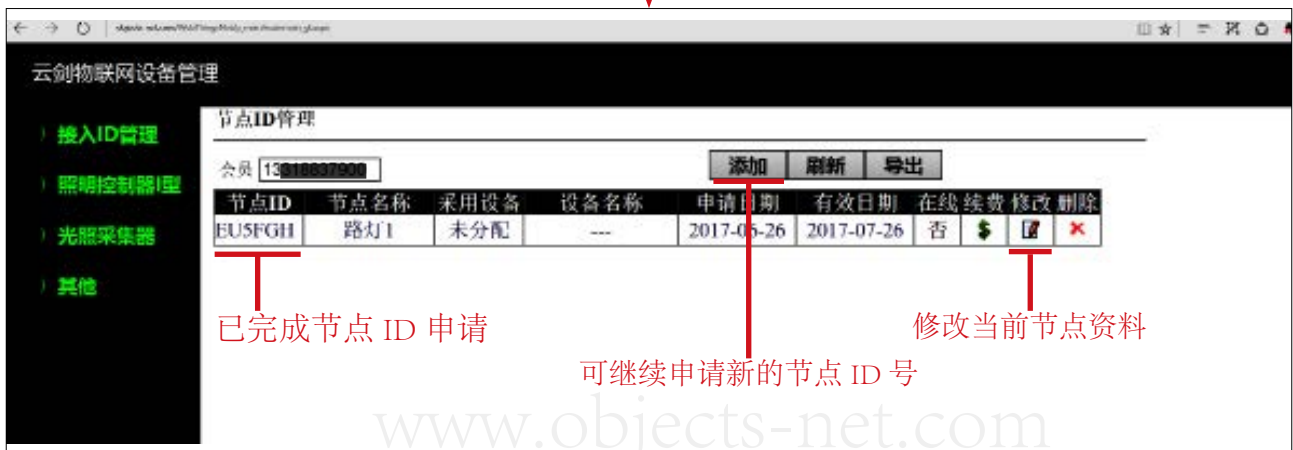 云剑物联网设备管理
接入ID管理
照明控制器I型
光照采集器
其他
节点ID管理
会员
添加 刷新 导出
节点ID 节点名称 采用设备 设备名称 申请日期 有效日期 在线 续费 修改 删除
EU5FGH 路灯1 未分配 --- 2017-06-26 2017-07-26 否 $
已完成节点 ID 申请
修改当前节点资料
可继续申请新的节点 ID 号
www.objects-net.com